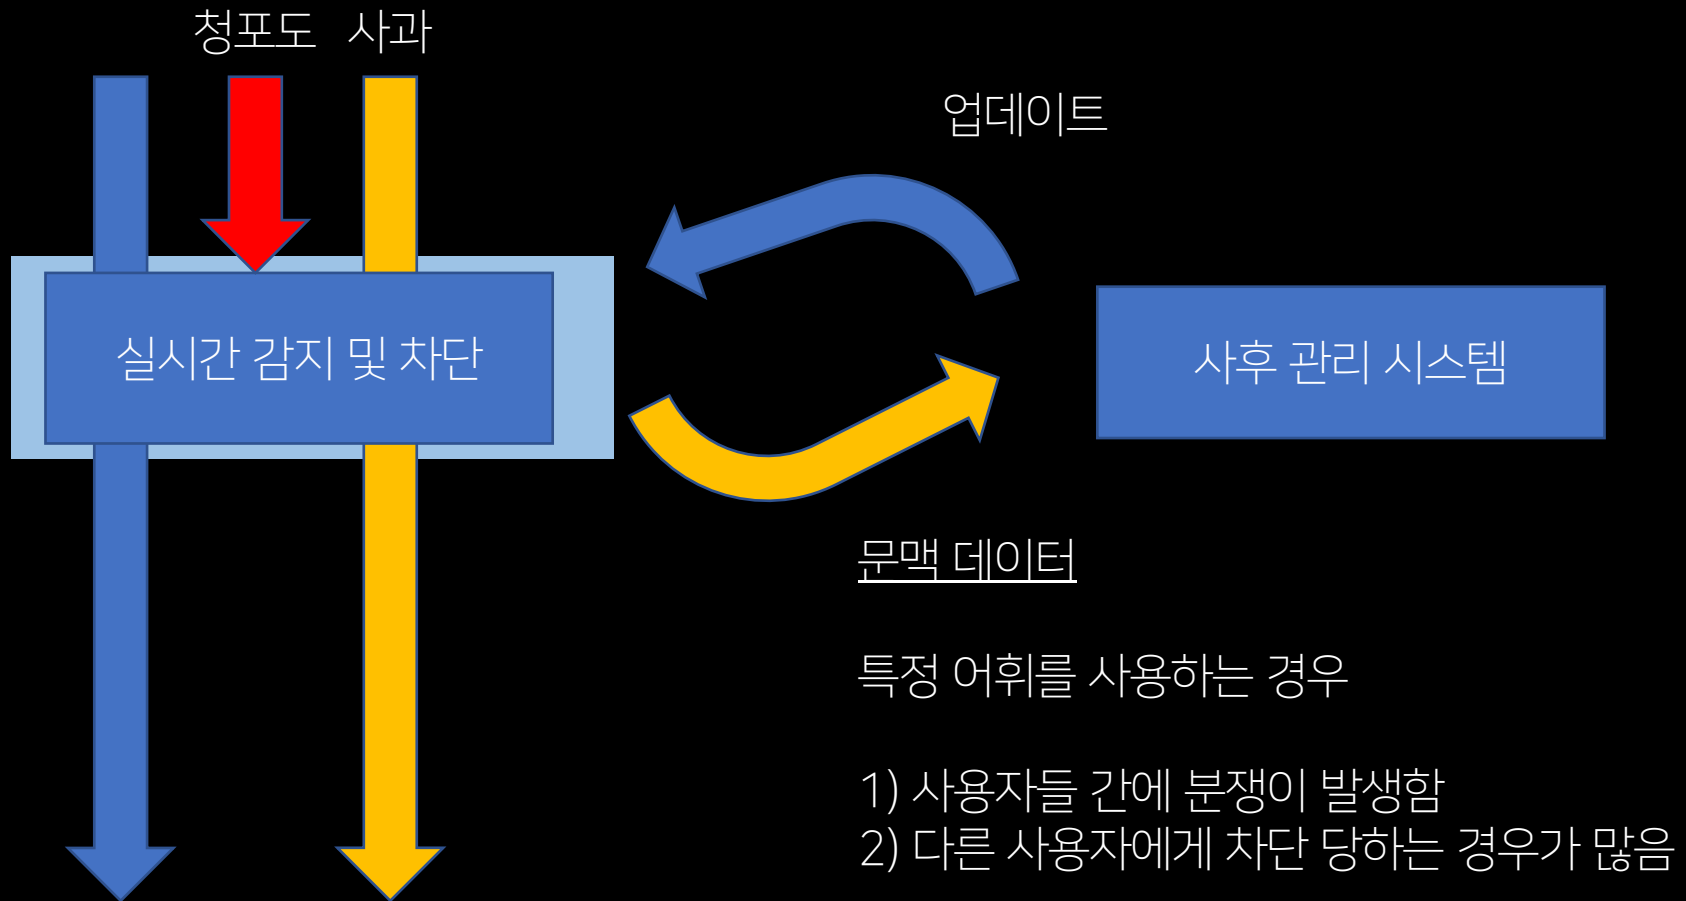 청포도 사과
업데이트
실시간 감지 및 차단
사후 관리 시스템
문맥 데이터
특정 어휘를 사용하는 경우
1) 사용자들 간에 분쟁이 발생함
2) 다른 사용자에게 차단 당하는 경우가 많음